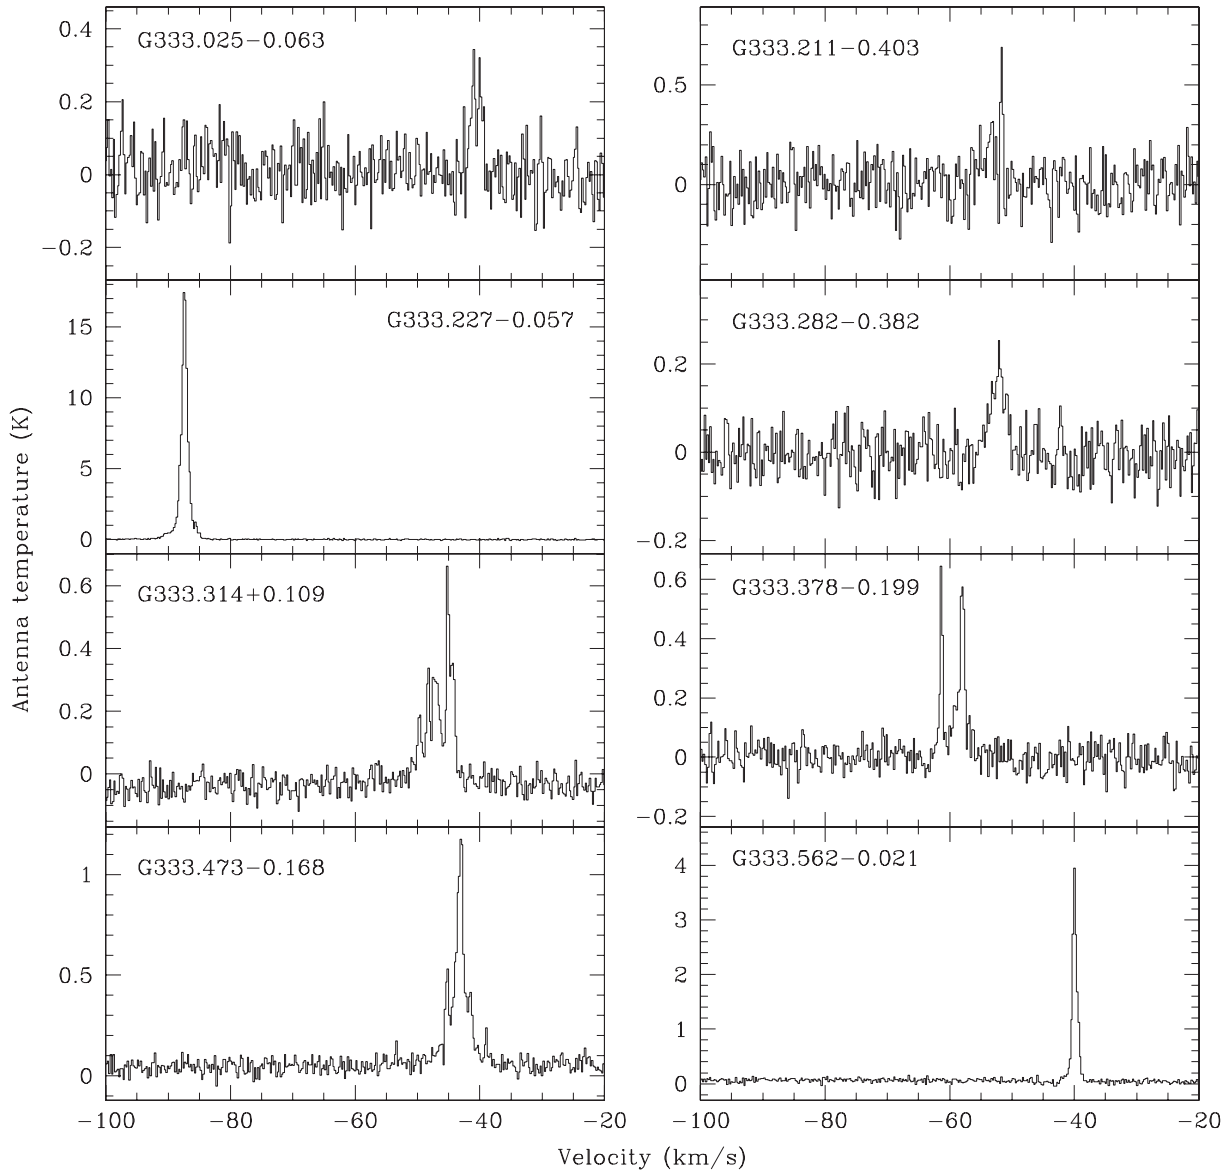 G333.025−0.063
0.4
0.2
0
−0.2
G333.211−0.403
0.5
0
G333.227−0.057
15
10
5
0
G333.282−0.382
0.2
0
−0.2
G333.314+0.109
0.6
0.4
0.2
0
G333.378−0.199
0.6
0.4
0.2
0
−0.2
G333.473−0.168
1
0.5
0
G333.562−0.021
4
3
2
1
0
−100 −80 −60 −40 −20
−100 −80 −60 −40 −20
Antenna temperature (K)
Velocity (km/s)